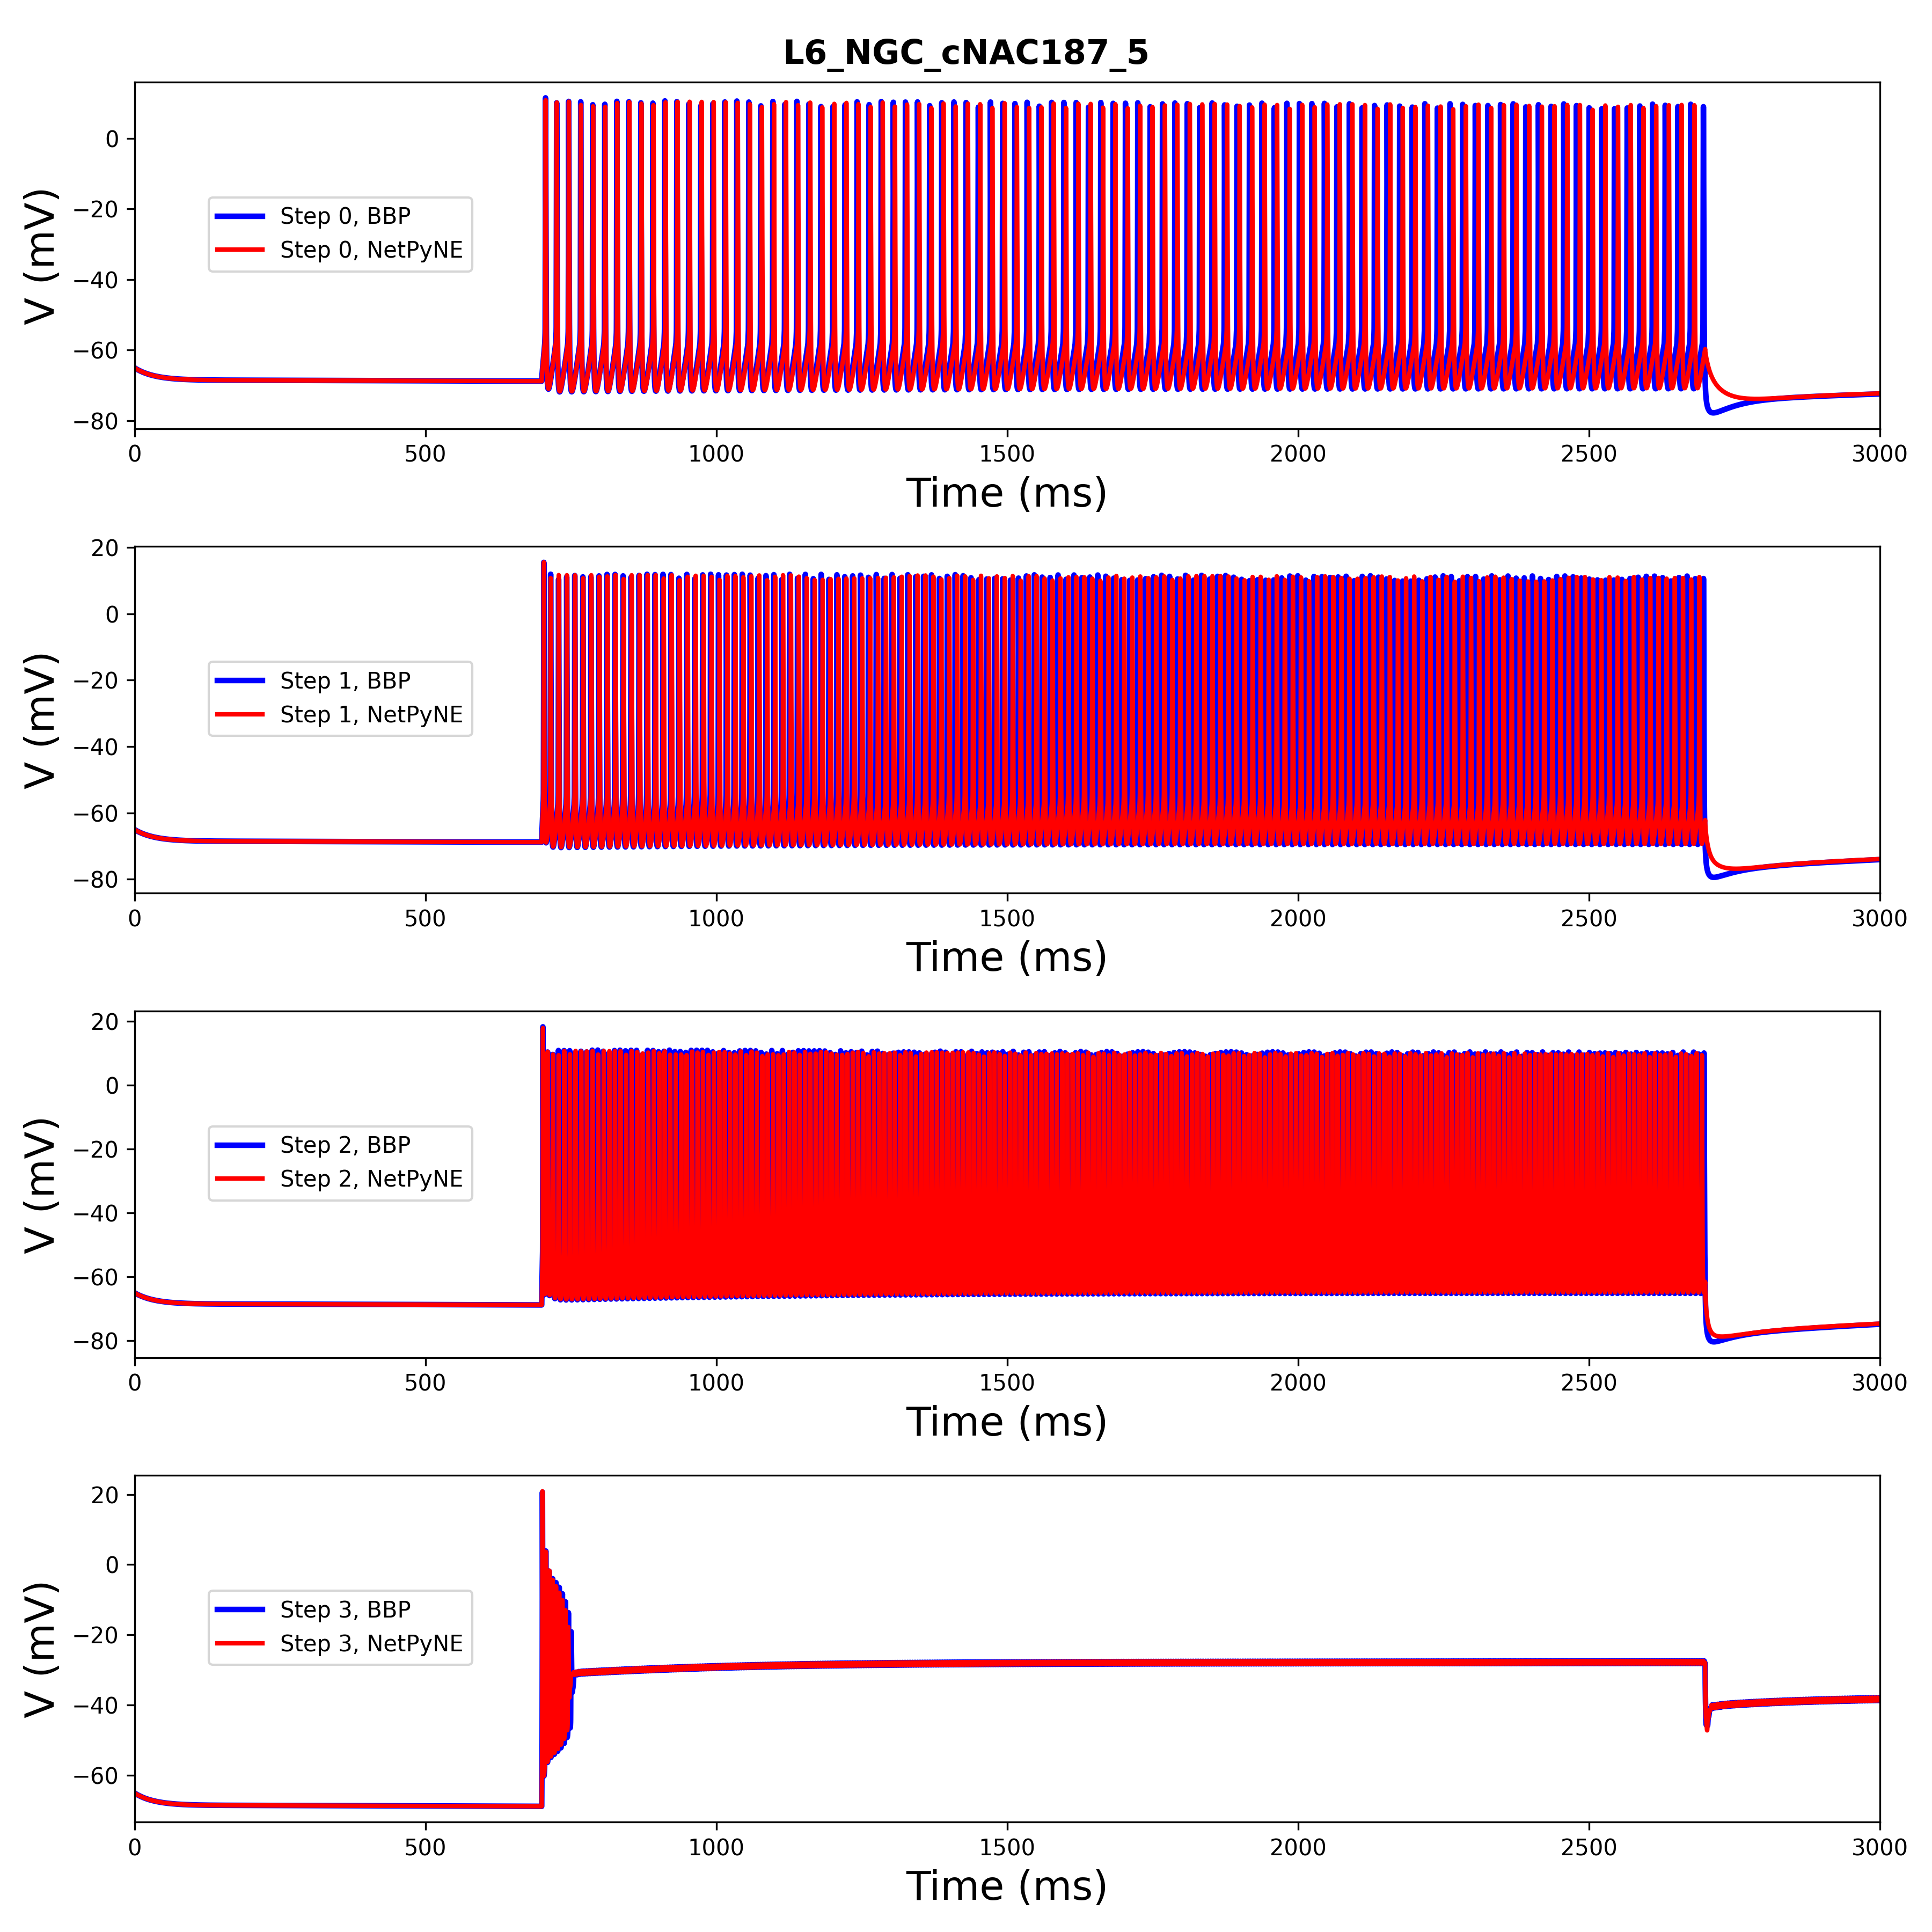 L6_NGC_cNAC187_5
0
−20
−40
−60
−80
V (mV)
Step 0, BBP
Step 0, NetPyNE
0 500 1000 1500 2000 2500 3000
Time (ms)
20
0
−20
−40
−60
−80
V (mV)
Step 1, BBP
Step 1, NetPyNE
0 500 1000 1500 2000 2500 3000
Time (ms)
20
0
−20
−40
−60
−80
V (mV)
Step 2, BBP
Step 2, NetPyNE
0 500 1000 1500 2000 2500 3000
Time (ms)
20
0
−20
−40
−60
V (mV)
Step 3, BBP
Step 3, NetPyNE
0 500 1000 1500 2000 2500 3000
Time (ms)